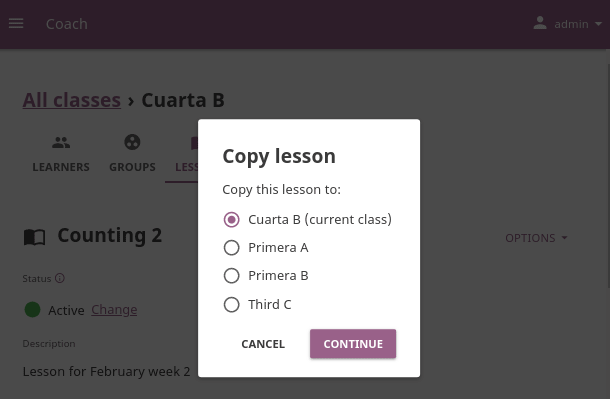 Coach
admin
All classes › Cuarta B
LEARNERS
GROUPS
LESS
Copy lesson
Copy this lesson to:
Cuarta B (current class)
Primera A
Primera B
Third C
CANCEL
CONTINUE
Counting 2
OPTIONS
Status
Active Change
Description
Lesson for February week 2